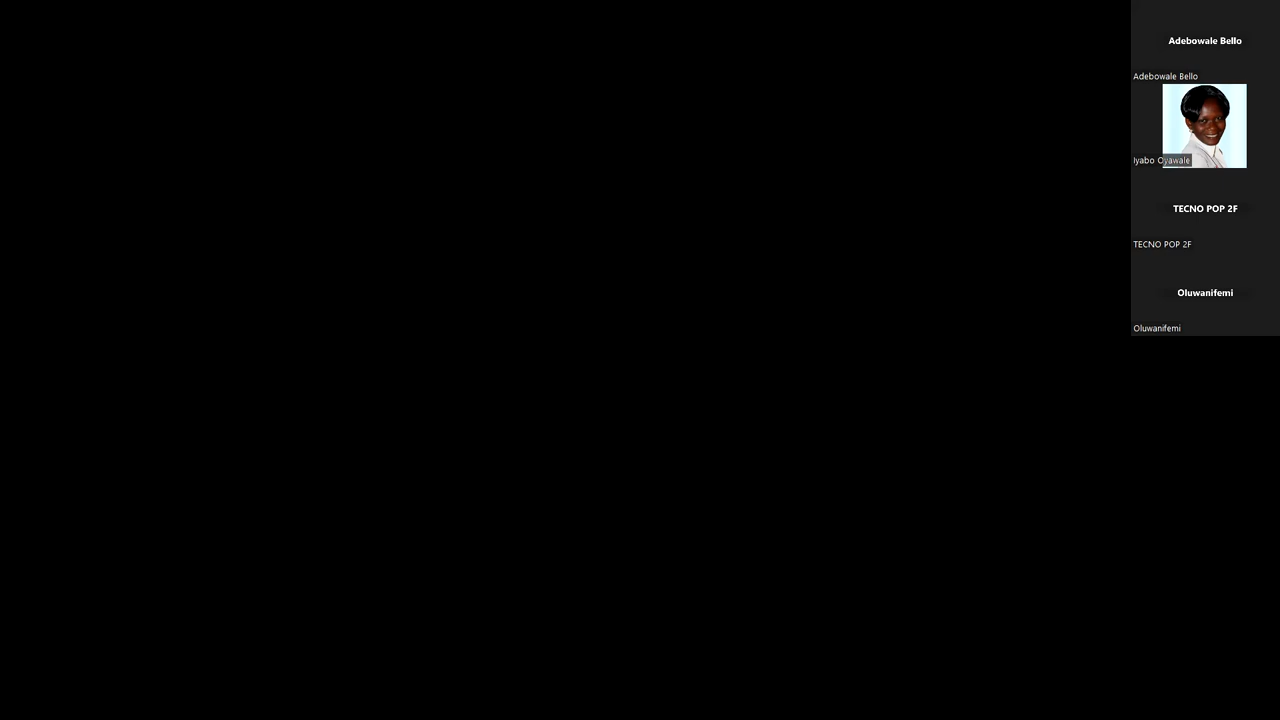 Adebowale Bello
Adebowale Bello
Iyabo Oyawale
TECNO POP 2F
TECNO POP 2F
Oluwanifemi
Oluwanifemi